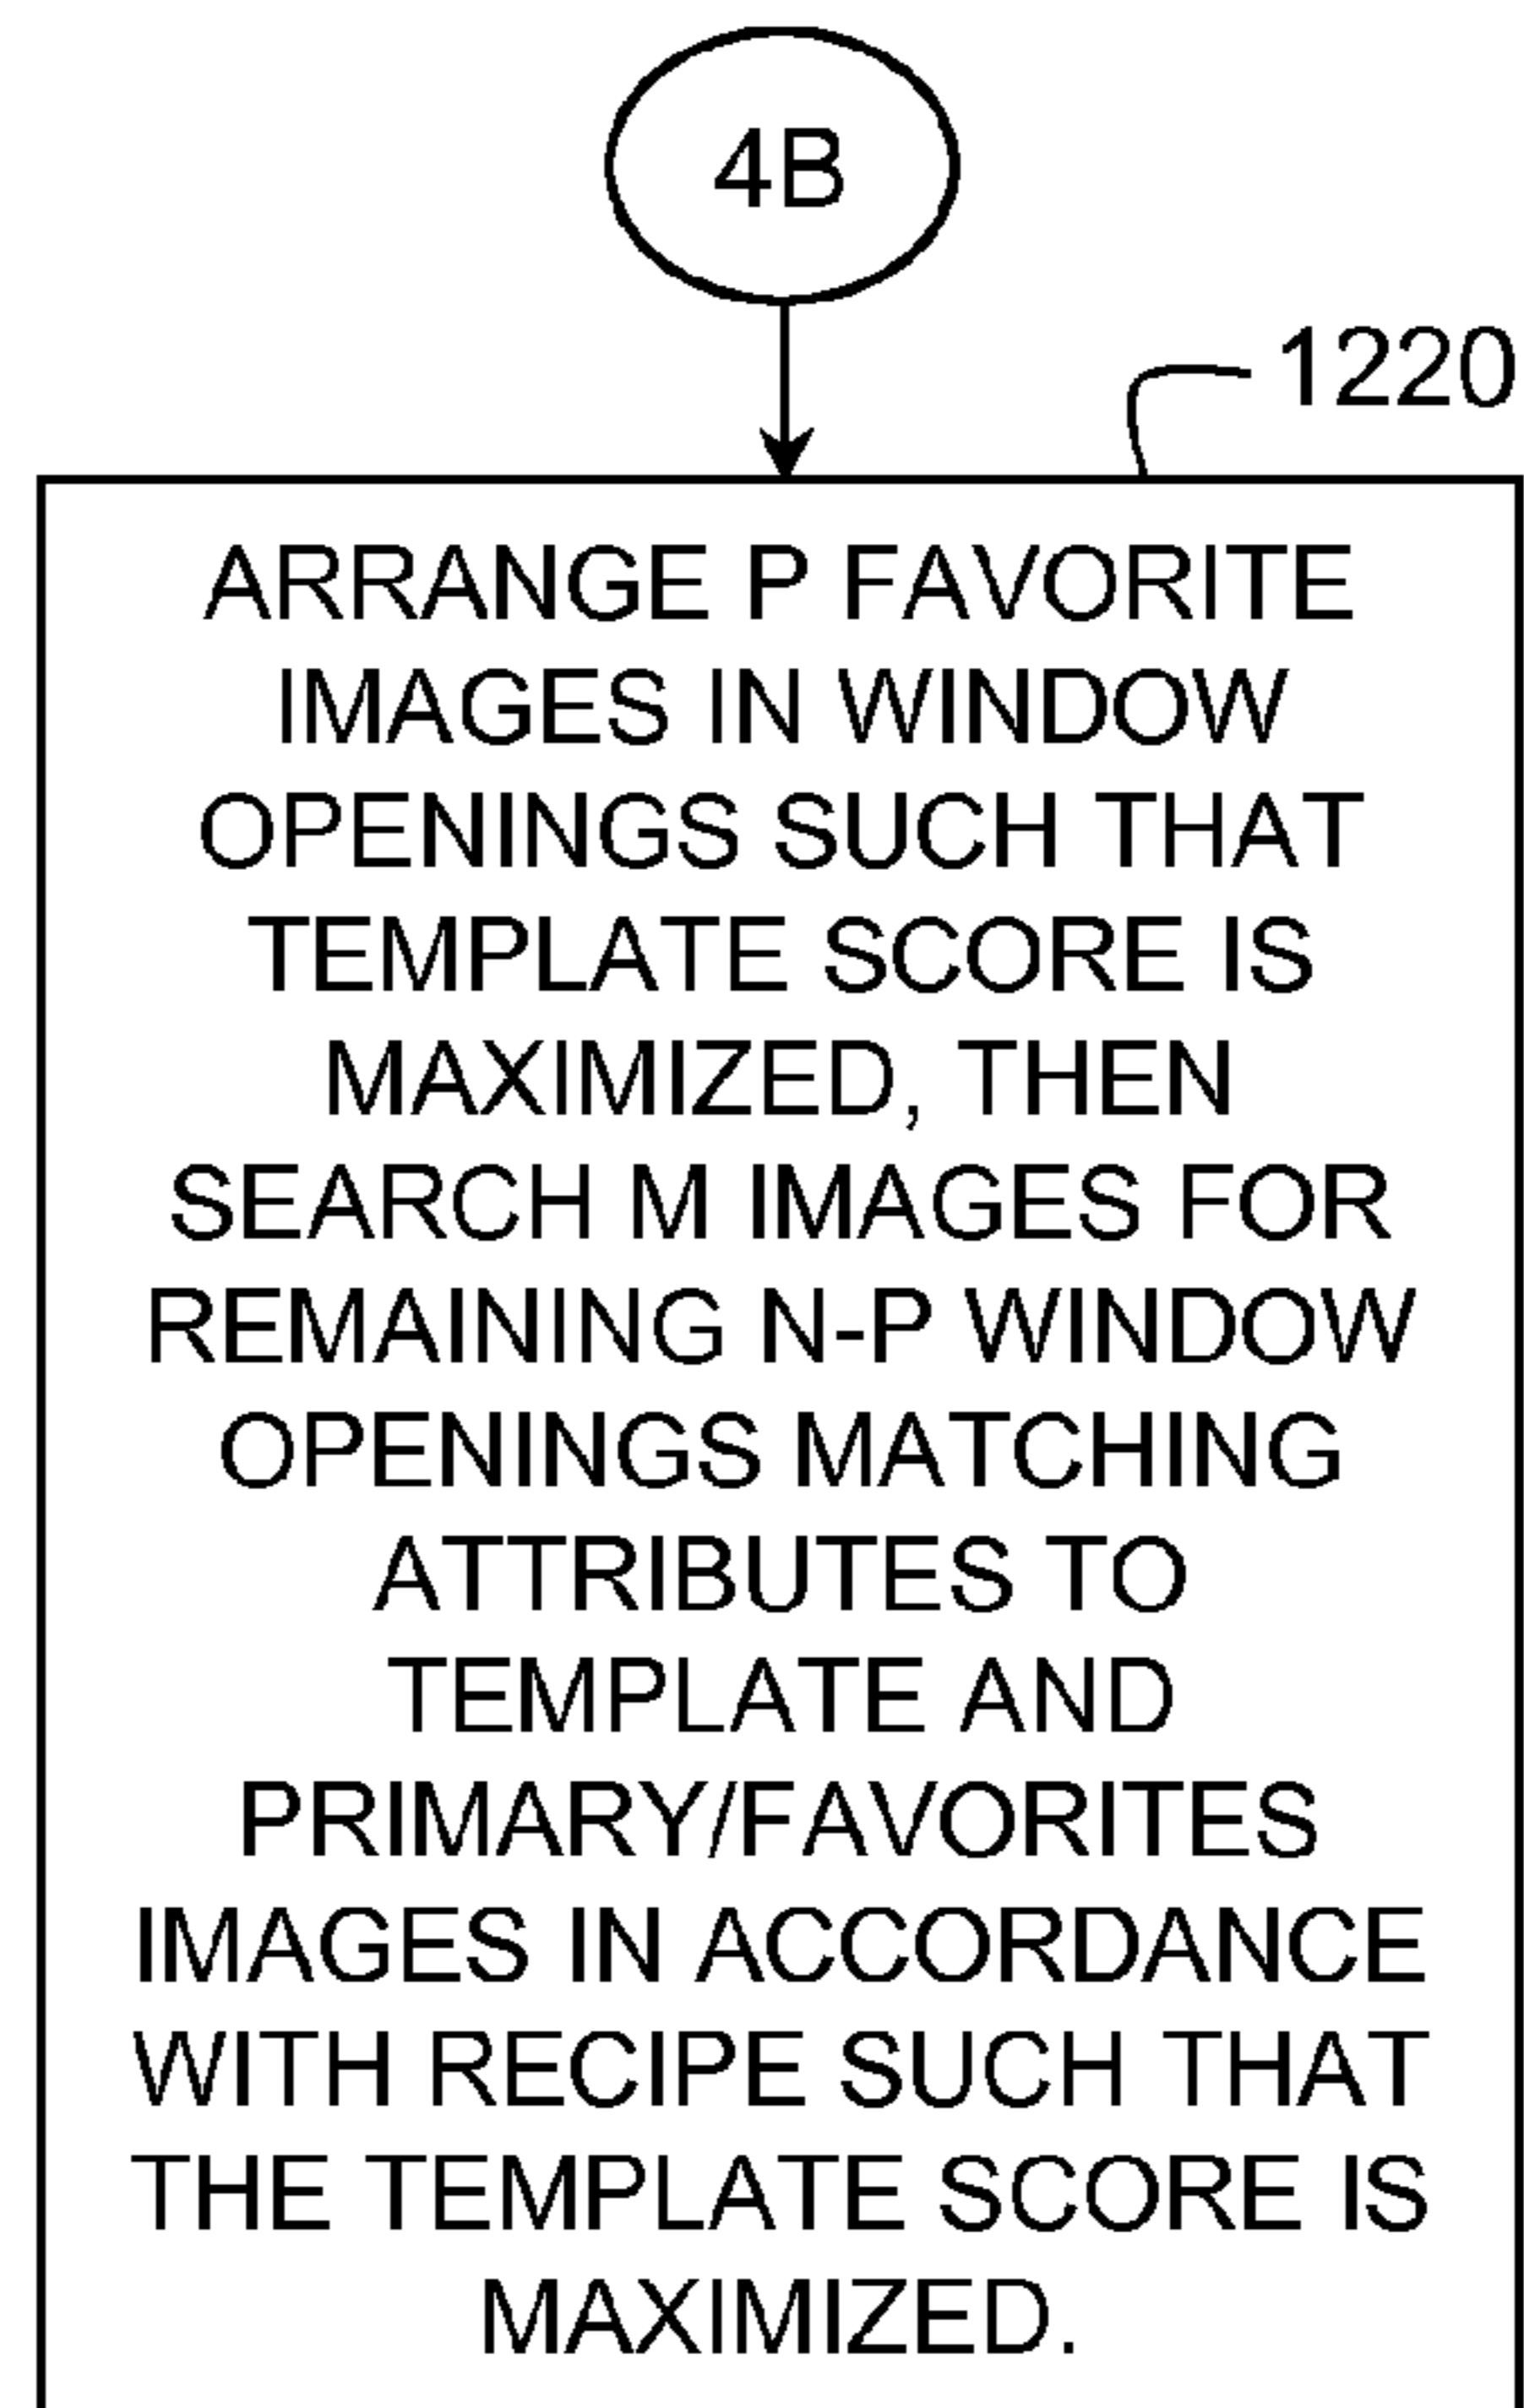 4B
1220
ARRANGE P FAVORITE
IMAGES IN WINDOW
OPENINGS SUCH THAT
TEMPLATE SCORE IS
MAXIMIZED, THEN
SEARCH M IMAGES FOR
REMAINING N-P WINDOW
OPENINGS MATCHING
ATTRIBUTES TO
TEMPLATE AND
PRIMARY/FAVORITES
IMAGES IN ACCORDANCE
WITH RECIPE SUCH THAT
THE TEMPLATE SCORE IS
MAXIMIZED.